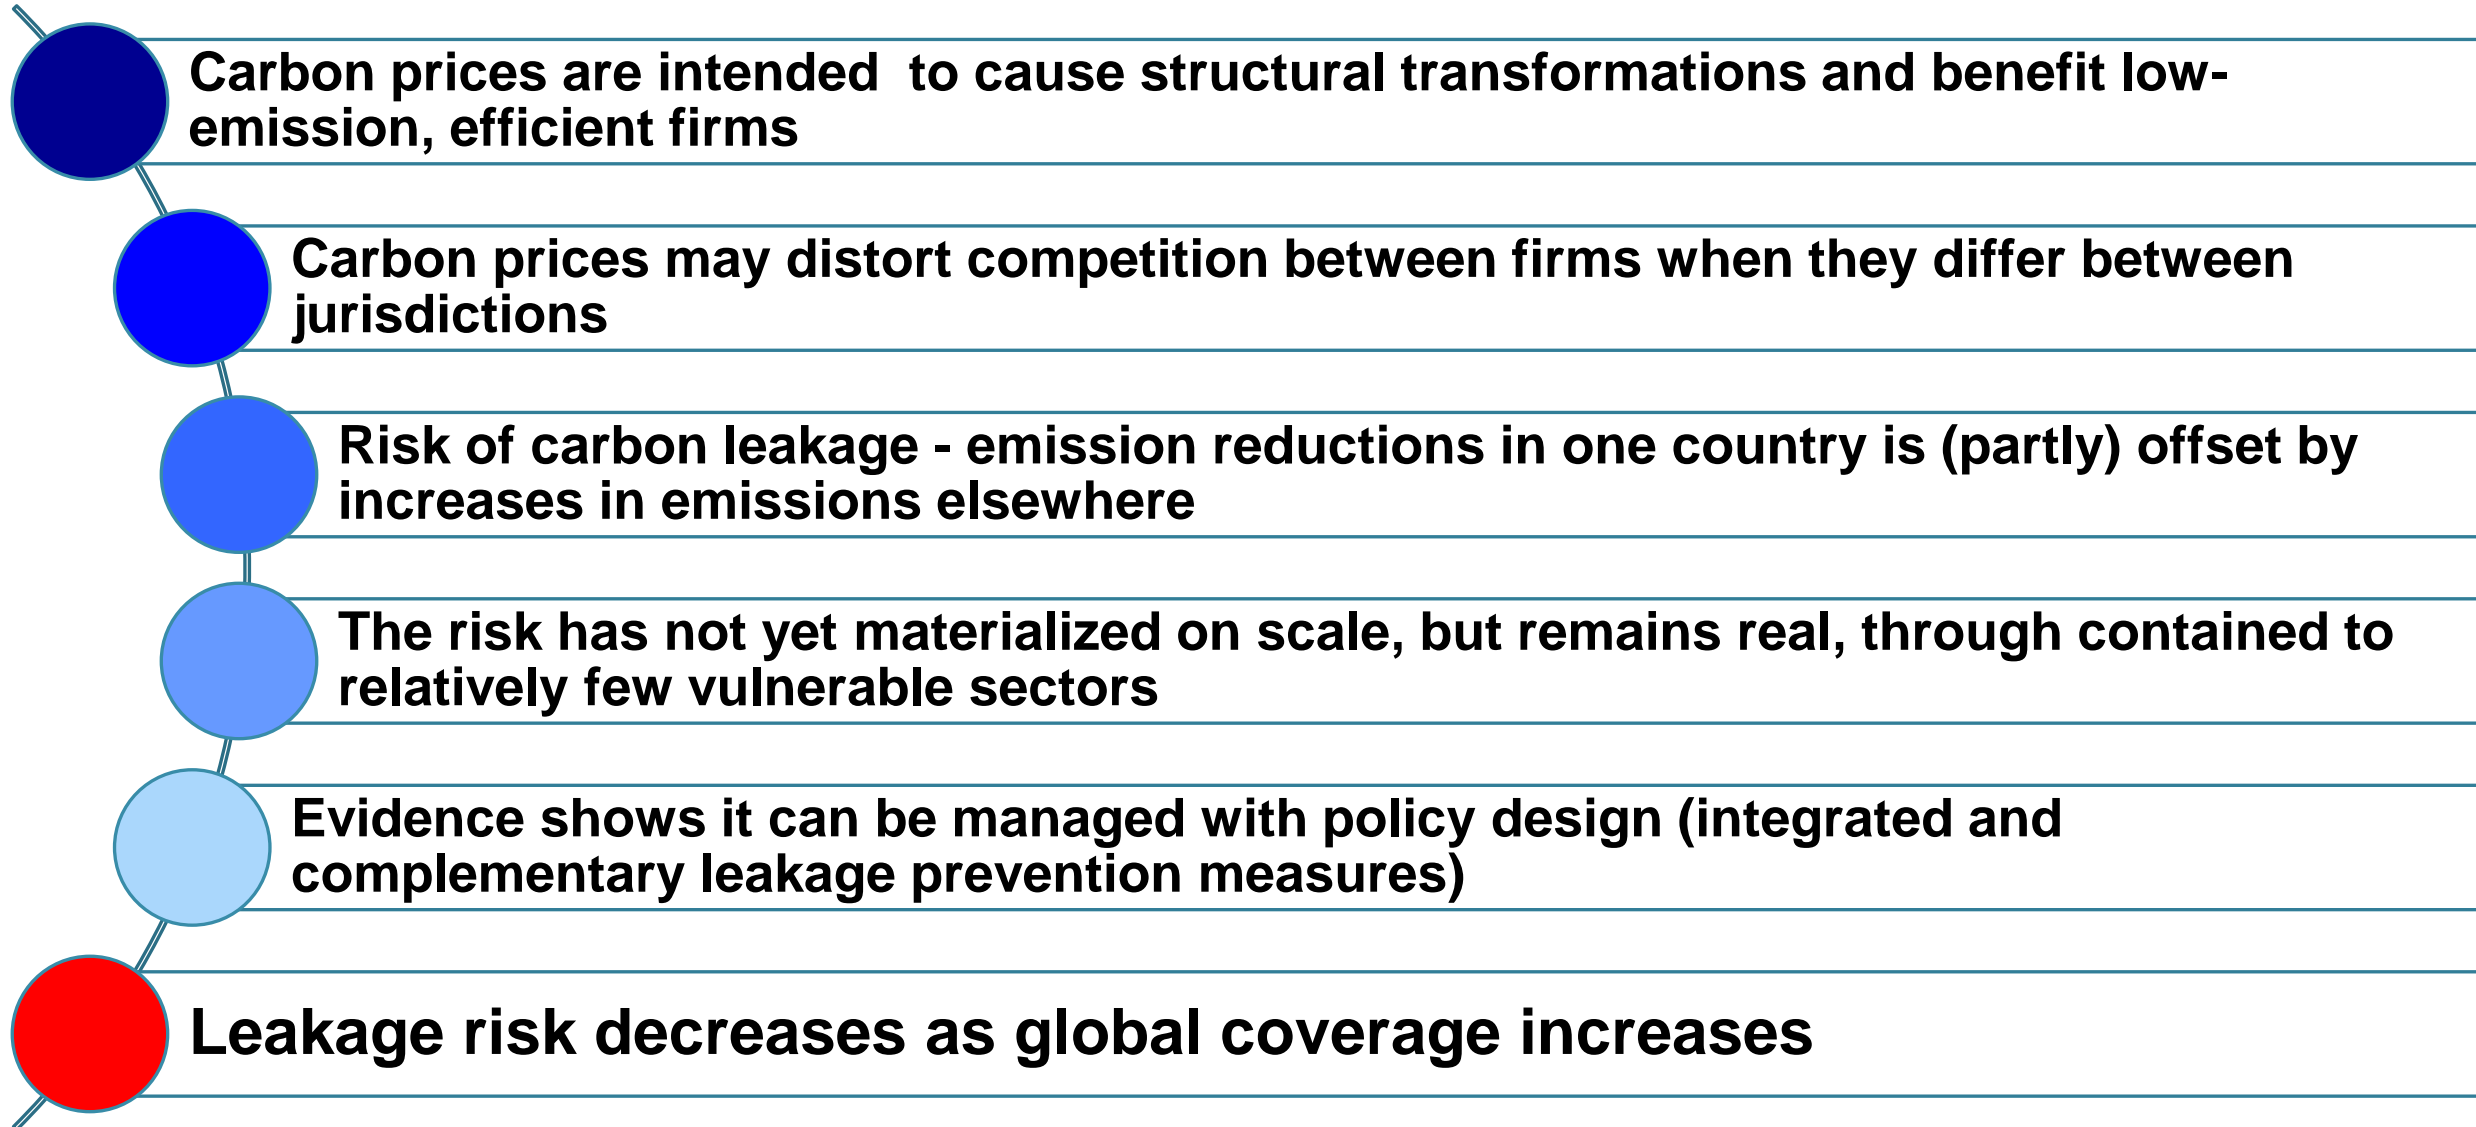 Carbon prices are intended  to cause structural transformations and benefit low-
emission, efficient firms
Carbon prices may distort competition between firms when they differ between
jurisdictions
Risk of carbon leakage - emission reductions in one country is (partly) offset by
increases in emissions elsewhere
The risk has not yet materialized on scale, but remains real, through contained to
relatively few vulnerable sectors
Evidence shows it can be managed with policy design (integrated and
complementary leakage prevention measures)
Leakage risk decreases as global coverage increases